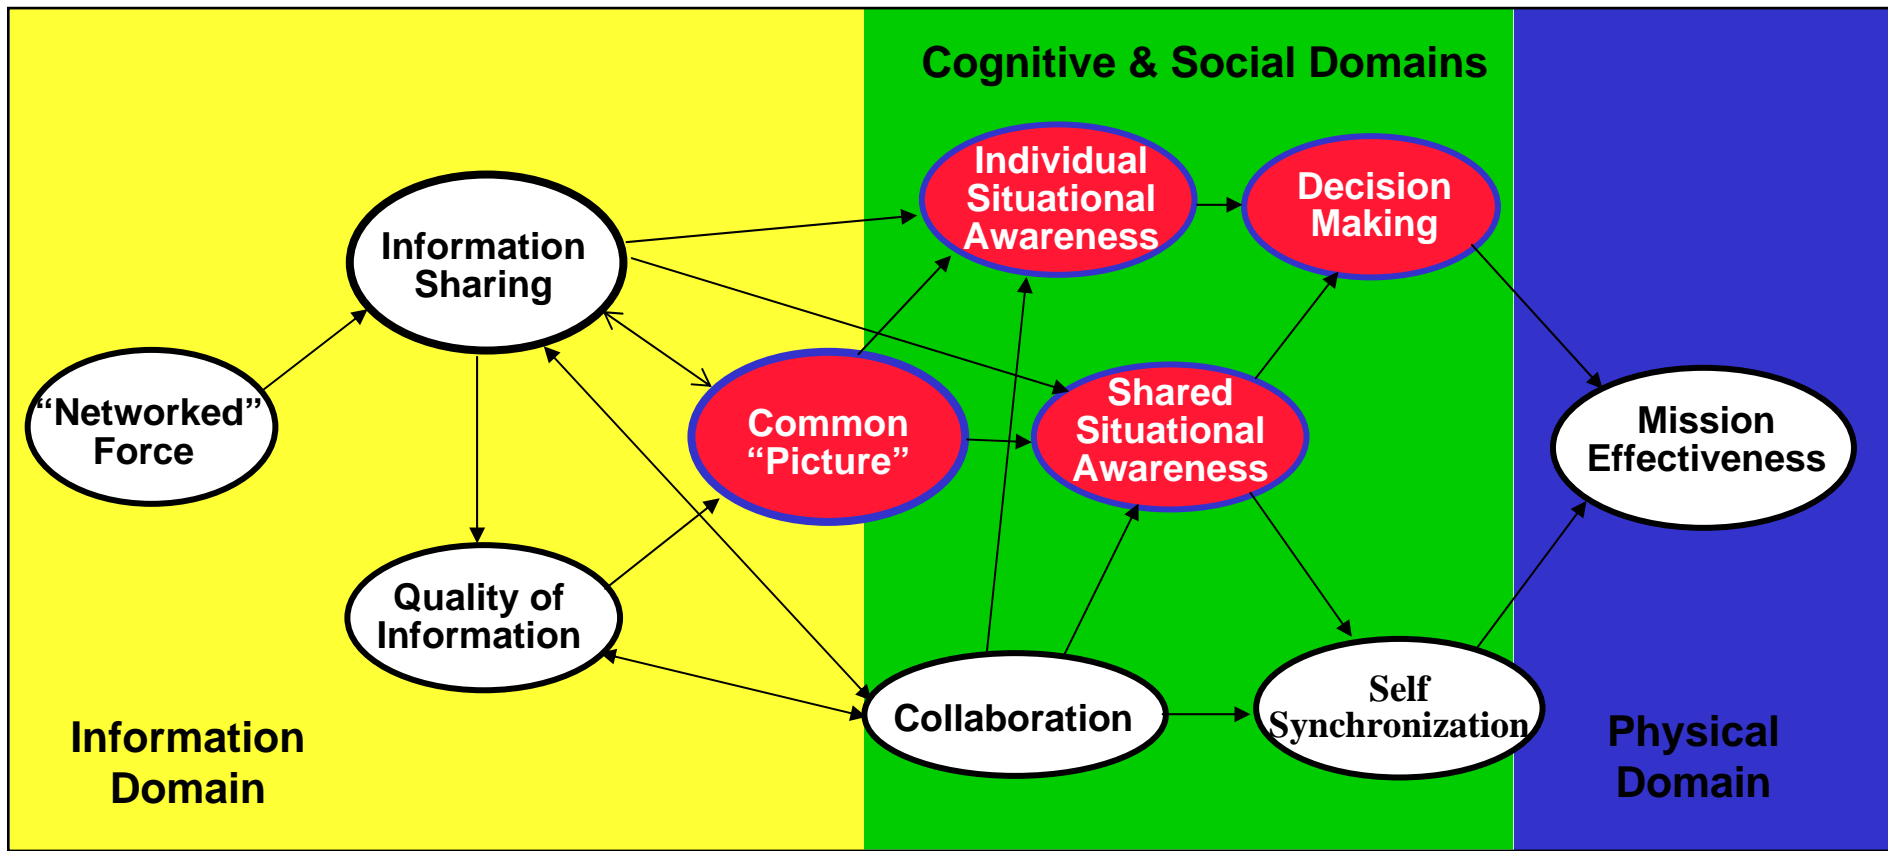 Cognitive & Social Domains
Individual
Situational
Awareness
Decision
Making
Information
Sharing
“Networked”
Force
Common
“Picture”
Shared
Situational
Awareness
Mission
Effectiveness
Quality of
Information
Collaboration
Self
Synchronization
Information
Domain
Physical
Domain